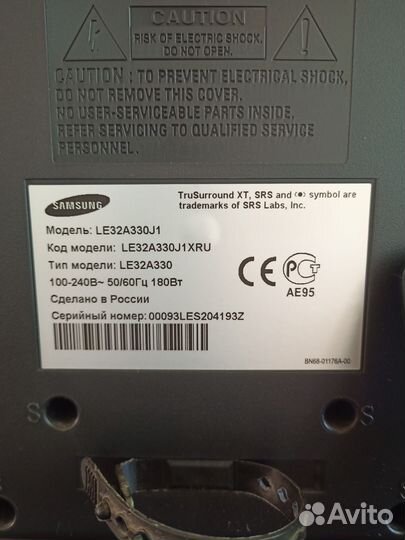 CAUTION
RISK OF ELECTRIC SHOCK.
DO NOT OPEN.
CAUTION : TO PREVENT ELECTRICAL SHOCK,
DO NOT REMOVE THIS COVER.
NO USER-SERVICEABLE PARTS INSIDE,
REFER SERVICING TO QUALIFIED SERVICE
PERSONNEL.
SAMSUNG
TruSurround XT, SRS and (●) symbol are
trademarks of SRS Labs, Inc.
Модель: LE32A330J1
Код модели: LE32A330J1XRU
Тип модели: LE32A330
100-240В~ 50/60Гц 180Вт
Сделано в России
Серийный номер: 00093LES204193Z
CE
РСТ
АЕ95
BN68-01176A-00
S
S
Avito